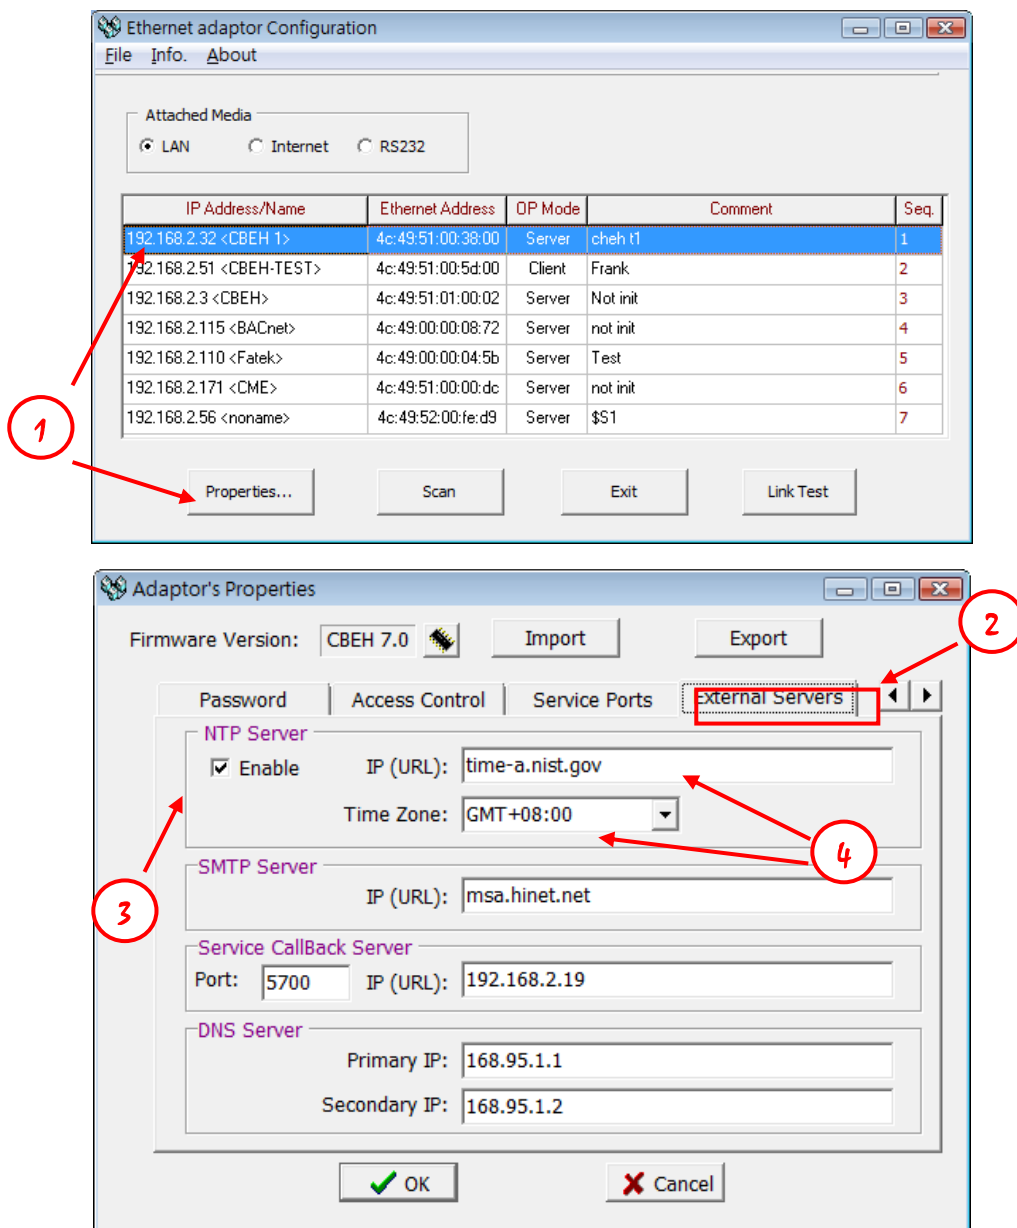 Ethernet adaptor Configuration
File Info. About
Attached Media
LAN Internet RS232
IP Address/Name Ethernet Address OP Mode Comment Seq.
192.168.2.32 <CBEH 1> 4c:49:51:00:38:00 Server cheh t1 1
192.168.2.51 <CBEH-TEST> 4c:49:51:00:5d:00 Client Frank 2
192.168.2.3 <CBEH> 4c:49:51:01:00:02 Server Not init 3
192.168.2.115 <BACnet> 4c:49:00:00:08:72 Server not init 4
192.168.2.110 <Fatek> 4c:49:00:00:04:5b Server Test 5
192.168.2.171 <CME> 4c:49:51:00:00:dc Server not init 6
192.168.2.56 <noname> 4c:49:52:00:fe:d9 Server $S1 7
1
Properties... Scan Exit Link Test
Adaptor's Properties
2
Firmware Version: CBEH 7.0 Import Export
Password Access Control Service Ports External Servers
NTP Server
Enable IP (URL): time-a.nist.gov
Time Zone: GMT+08:00
4
SMTP Server
3
IP (URL): msa.hinet.net
Service CallBack Server
Port: 5700 IP (URL): 192.168.2.19
DNS Server
Primary IP: 168.95.1.1
Secondary IP: 168.95.1.2
OK Cancel